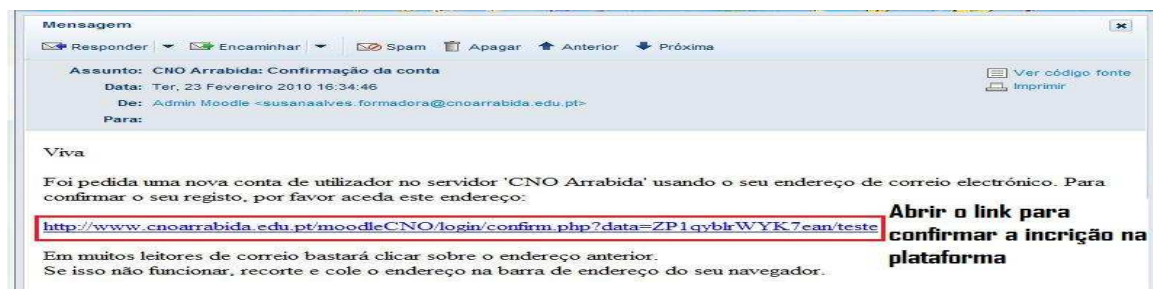 Mensagem
Responder Encaminhar Spam Apagar Anterior Próxima
Assunto: CNO Arrabida: Confirmação da conta
Ver código fonte
Data: Ter, 23 Fevereiro 2010 16:34:46
Imprimir
De: Admin Moodle <susanaalves.formadora@cnoarrabida.edu.pt>
Para:
Viva
Foi pedida uma nova conta de utilizador no servidor 'CNO Arrabida' usando o seu endereço de correio electrónico. Para
confirmar o seu registo, por favor aceda este endereço:
http://www.cnoarrabida.edu.pt/moodleCNO/login/confirm.php?data=ZP1qyblrWYK7ean/teste
Abrir o link para
confirmar a incrição na
plataforma
Em muitos leitores de correio bastará clicar sobre o endereço anterior.
Se isso não funcionar, recorte e cole o endereço na barra de endereço do seu navegador.